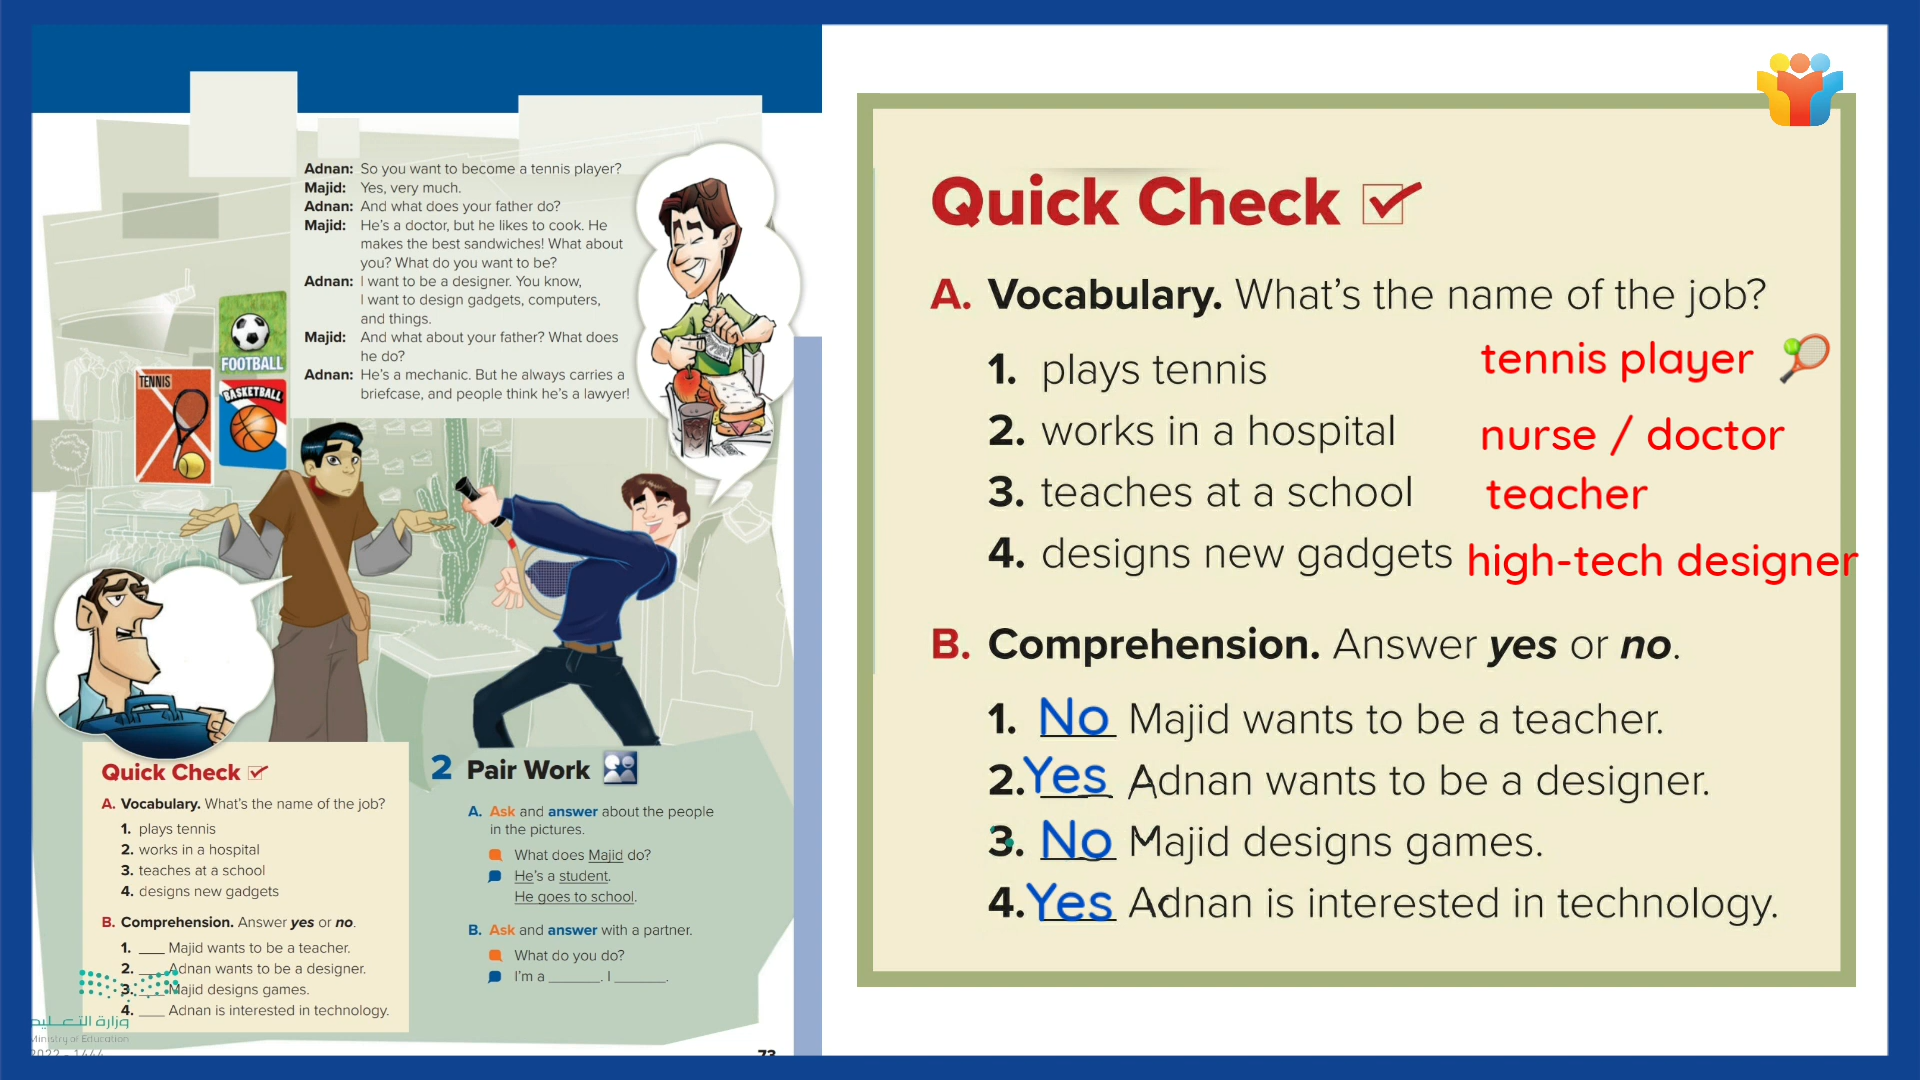 Adnan: So you want to become a tennis player?
Majid: Yes, very much.
Adnan: And what does your father do?
Majid: He's a doctor, but he likes to cook. He
makes the best sandwiches! What about
you? What do you want to be?
Adnan: I want to be a designer. You know,
I want to design gadgets, computers,
and things.
Majid: And what about your father? What does
he do?
Adnan: He's a mechanic. But he always carries a
briefcase, and people think he's a lawyer!
FOOTBALL
TENNIS
BASKETBALL
Quick Check
A. Vocabulary. What's the name of the job?
1. plays tennis
2. works in a hospital
3. teaches at a school
4. designs new gadgets
B. Comprehension. Answer yes or no.
1. ___ Majid wants to be a teacher.
2. ___ Adnan wants to be a designer.
3. ___ Majid designs games.
4. ___ Adnan is interested in technology.
وزارة التعليم
Ministry of Education
2022 - 1444
2 Pair Work
A. Ask and answer about the people
in the pictures.
What does Majid do?
He's a student.
He goes to school.
B. Ask and answer with a partner.
What do you do?
I'm a _______. I _______.
73
Quick Check
A. Vocabulary. What's the name of the job?
1. plays tennis tennis player
2. works in a hospital nurse / doctor
3. teaches at a school teacher
4. designs new gadgets high-tech designer
B. Comprehension. Answer yes or no.
1. No Majid wants to be a teacher.
2. Yes Adnan wants to be a designer.
3. No Majid designs games.
4. Yes Adnan is interested in technology.